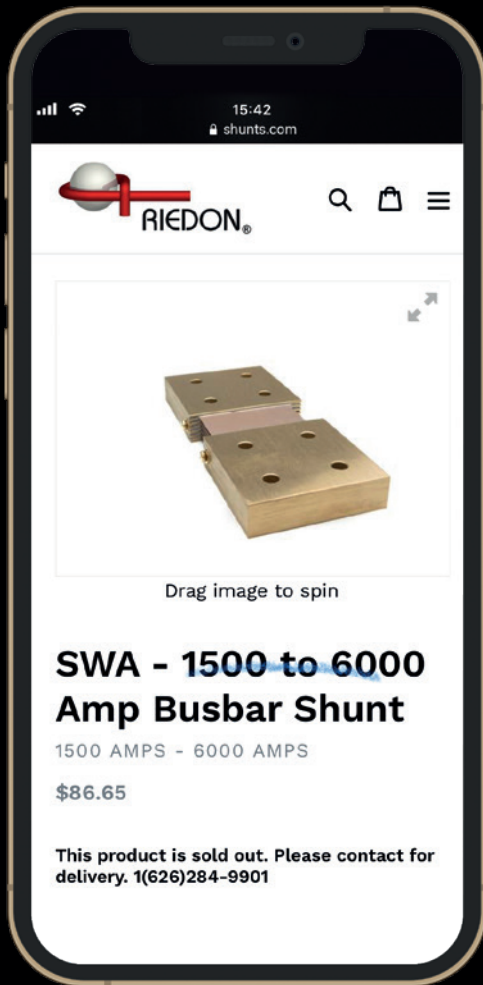 15:42
shunts.com
RIEDON®
Drag image to spin
SWA - 1500 to 6000
Amp Busbar Shunt
1500 AMPS - 6000 AMPS
$86.65
This product is sold out. Please contact for
delivery. 1(626)284-9901